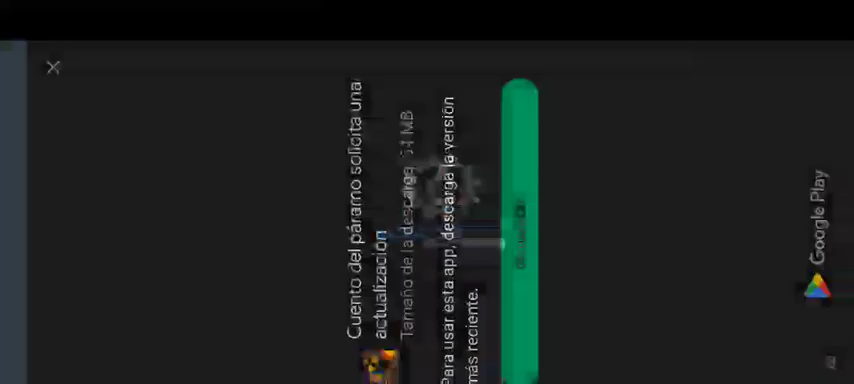 Google Play
Cuento del páramo solicita una
actualización
Tamaño de la descarga: MB
Para usar esta app, descarga la versión
más reciente.